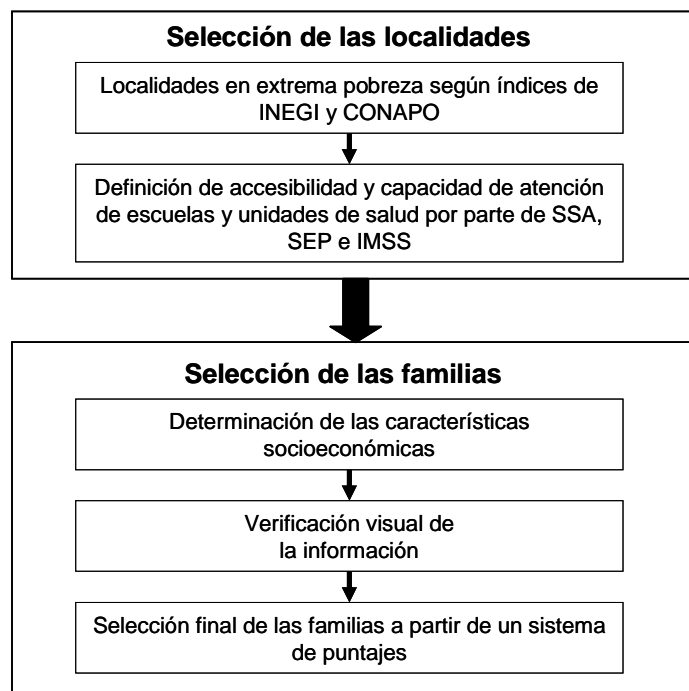 Selección de las localidades
Localidades en extrema pobreza según índices de
INEGI y CONAPO
Definición de accesibilidad y capacidad de atención
de escuelas y unidades de salud por parte de SSA,
SEP e IMSS
Selección de las familias
Determinación de las características
socioeconómicas
Verificación visual de
la información
Selección final de las familias a partir de un sistema
de puntajes